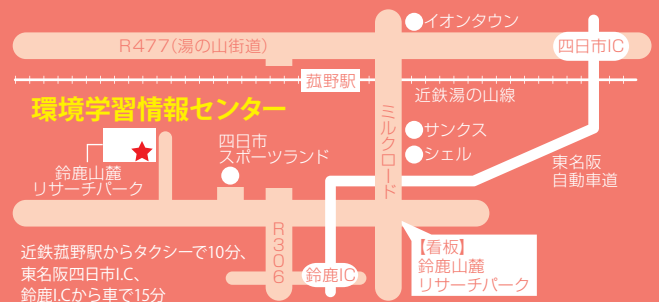 イオンタウン
R477(湯の山街道)
四日市IC
菰野駅
近鉄湯の山線
環境学習情報センター
ミルクロード
サンクス
シェル
四日市
スポーツランド
鈴鹿山麓
リサーチパーク
東名阪
自動車道
R306
鈴鹿IC
【看板】
鈴鹿山麓
リサーチパーク
近鉄菰野駅からタクシーで10分、
東名阪四日市I.C、
鈴鹿I.Cから車で15分